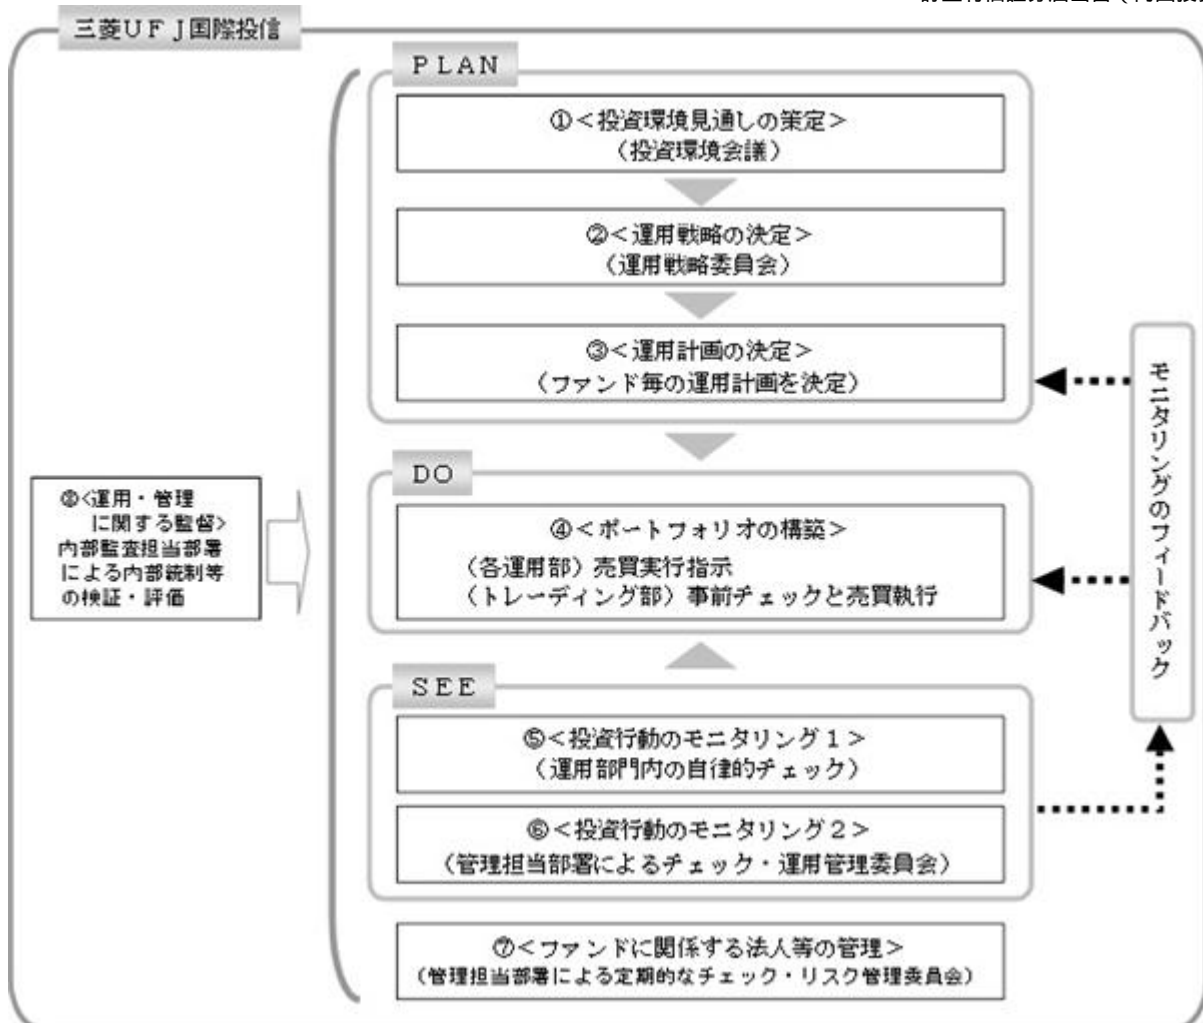 三菱ＵＦＪ国際投信
ＰＬＡＮ
①＜投資環境見通しの策定＞
（投資環境会議）
②＜運用戦略の決定＞
（運用戦略委員会）
③＜運用計画の決定＞
（ファンド毎の運用計画を決定）
ＤＯ
④＜ポートフォリオの構築＞
（各運用部）売買実行指示
（トレーディング部）事前チェックと売買執行
ＳＥＥ
⑤＜投資行動のモニタリング１＞
（運用部門内の自律的チェック）
⑥＜投資行動のモニタリング２＞
（管理担当部署によるチェック・運用管理委員会）
⑦＜ファンドに関係する法人等の管理＞
（管理担当部署による定期的なチェック・リスク管理委員会）
＜運用・管理
に関する監督＞
内部監査担当部署
による内部統制等
の検証・評価
モニタリングのフィードバック